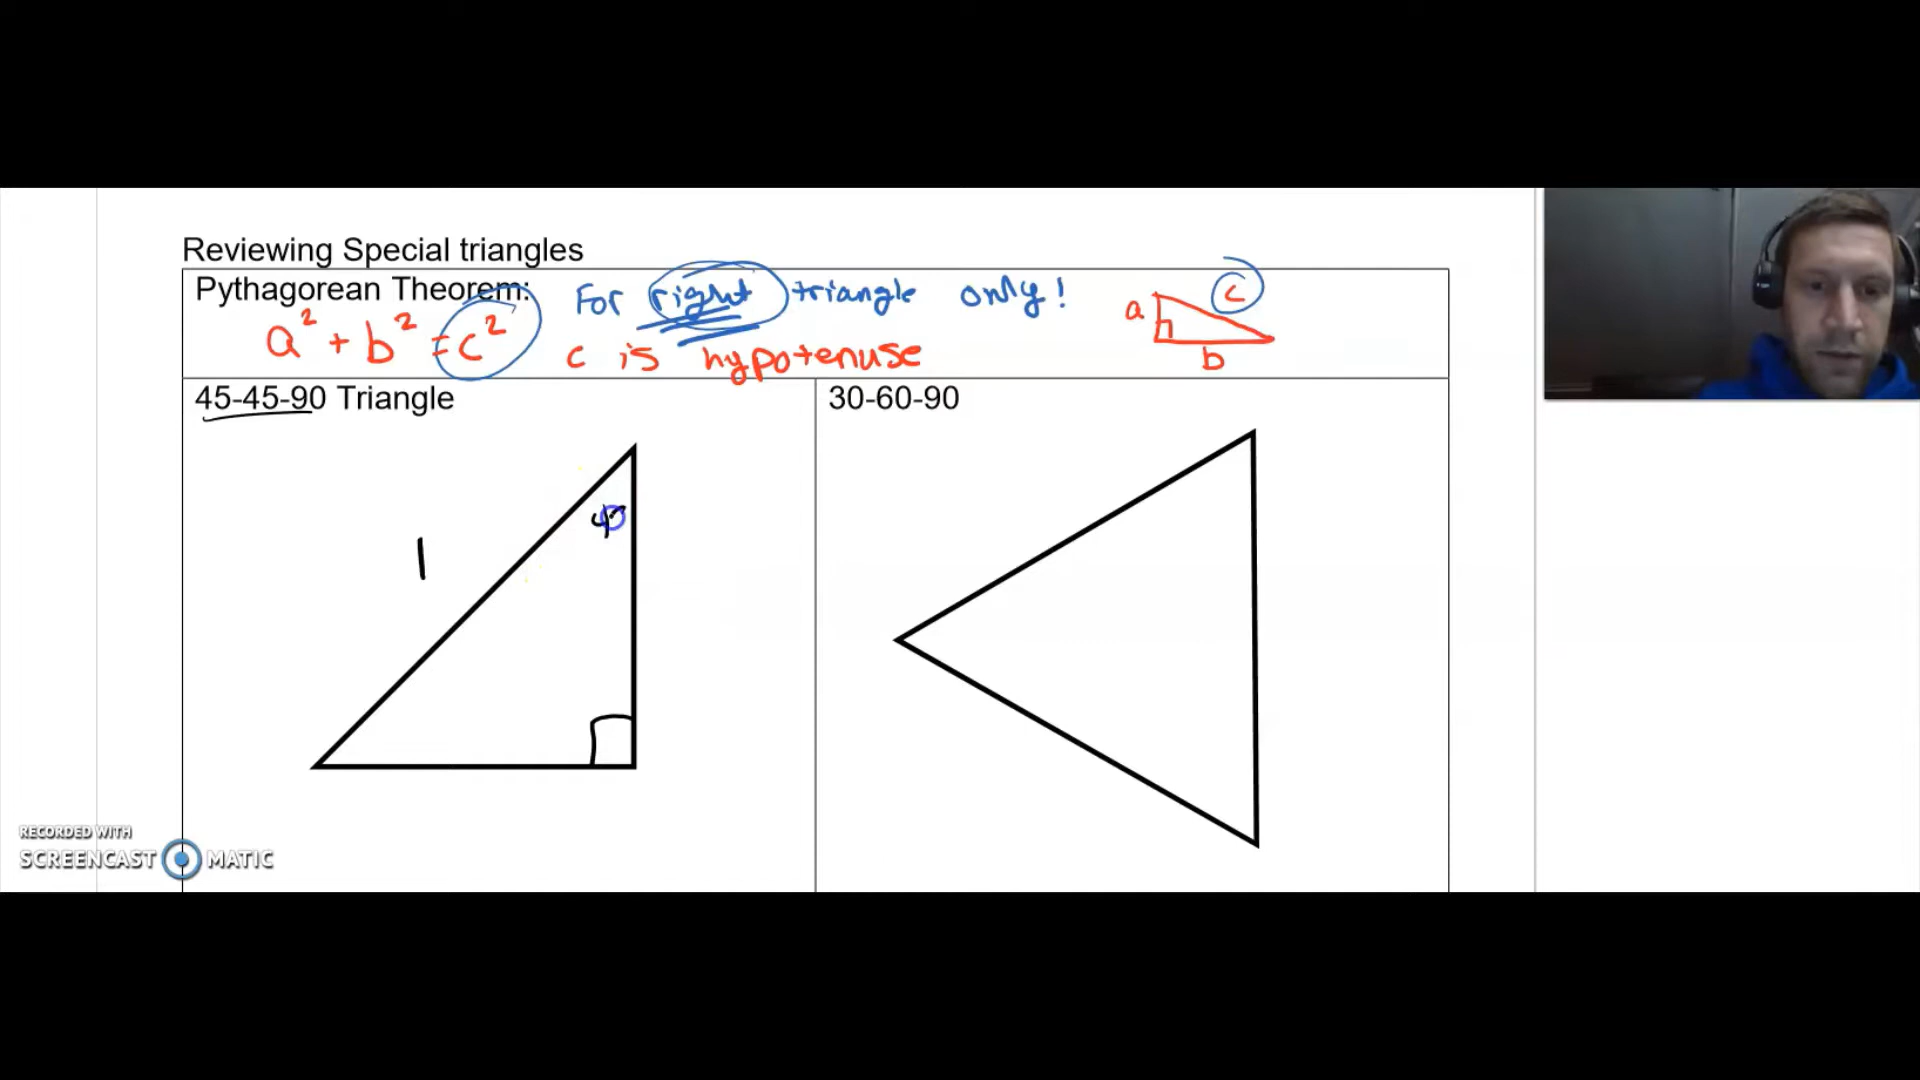 Reviewing Special triangles
Pythagorean Theorem: For right triangle only!
a² + b² = c² c is hypotenuse
a
c
b
45-45-90 Triangle
30-60-90
1
RECORDED WITH
SCREENCAST MATIC